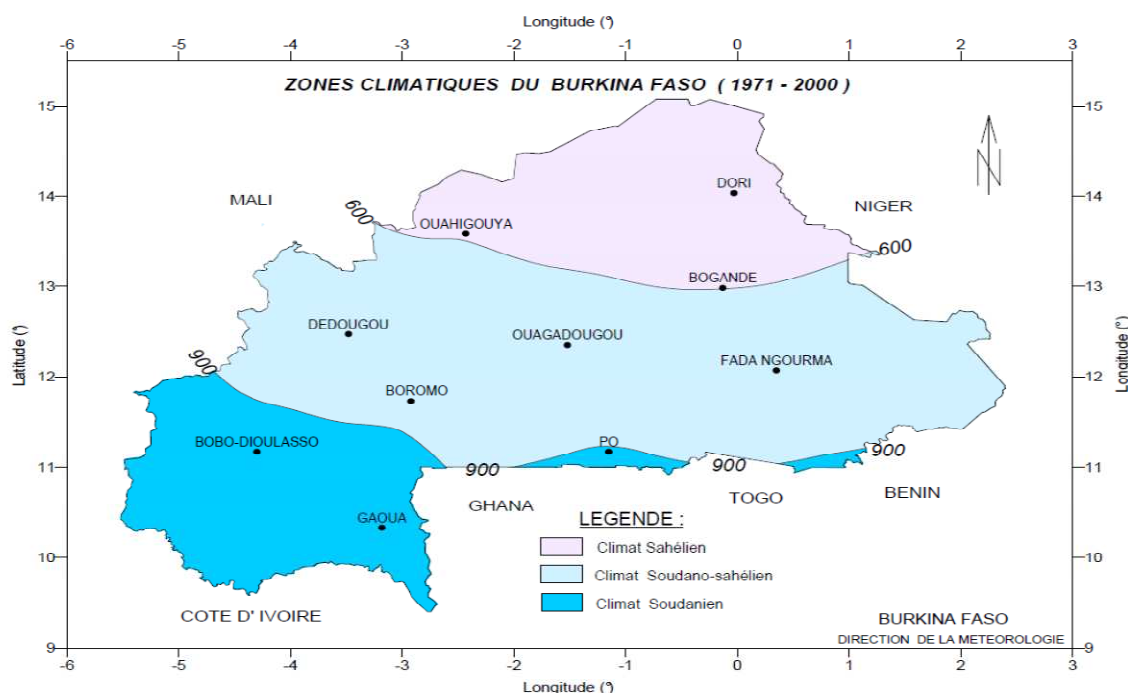 Longitude (°)
-6 -5 -4 -3 -2 -1 0 1 2 3
ZONES CLIMATIQUES DU BURKINA FASO ( 1971 - 2000 )
15 15
N
14 DORI 14
MALI NIGER
600 OUAHIGOUYA
600
BOGANDE
13 13
DEDOUGOU OUAGADOUGOU
FADA NGOURMA
Latitude (°)
Longitude (°)
900
12 12
BOROMO
BOBO-DIOULASSO PO
900
11 900 900 11
GHANA TOGO BENIN
GAOUA
LEGENDE :
Climat Sahélien
10 10
Climat Soudano-sahélien
Climat Soudanien
COTE D' IVOIRE
BURKINA FASO
DIRECTION DE LA METEOROLOGIE
9 9
-6 -5 -4 -3 -2 -1 0 1 2 3
Longitude (°)